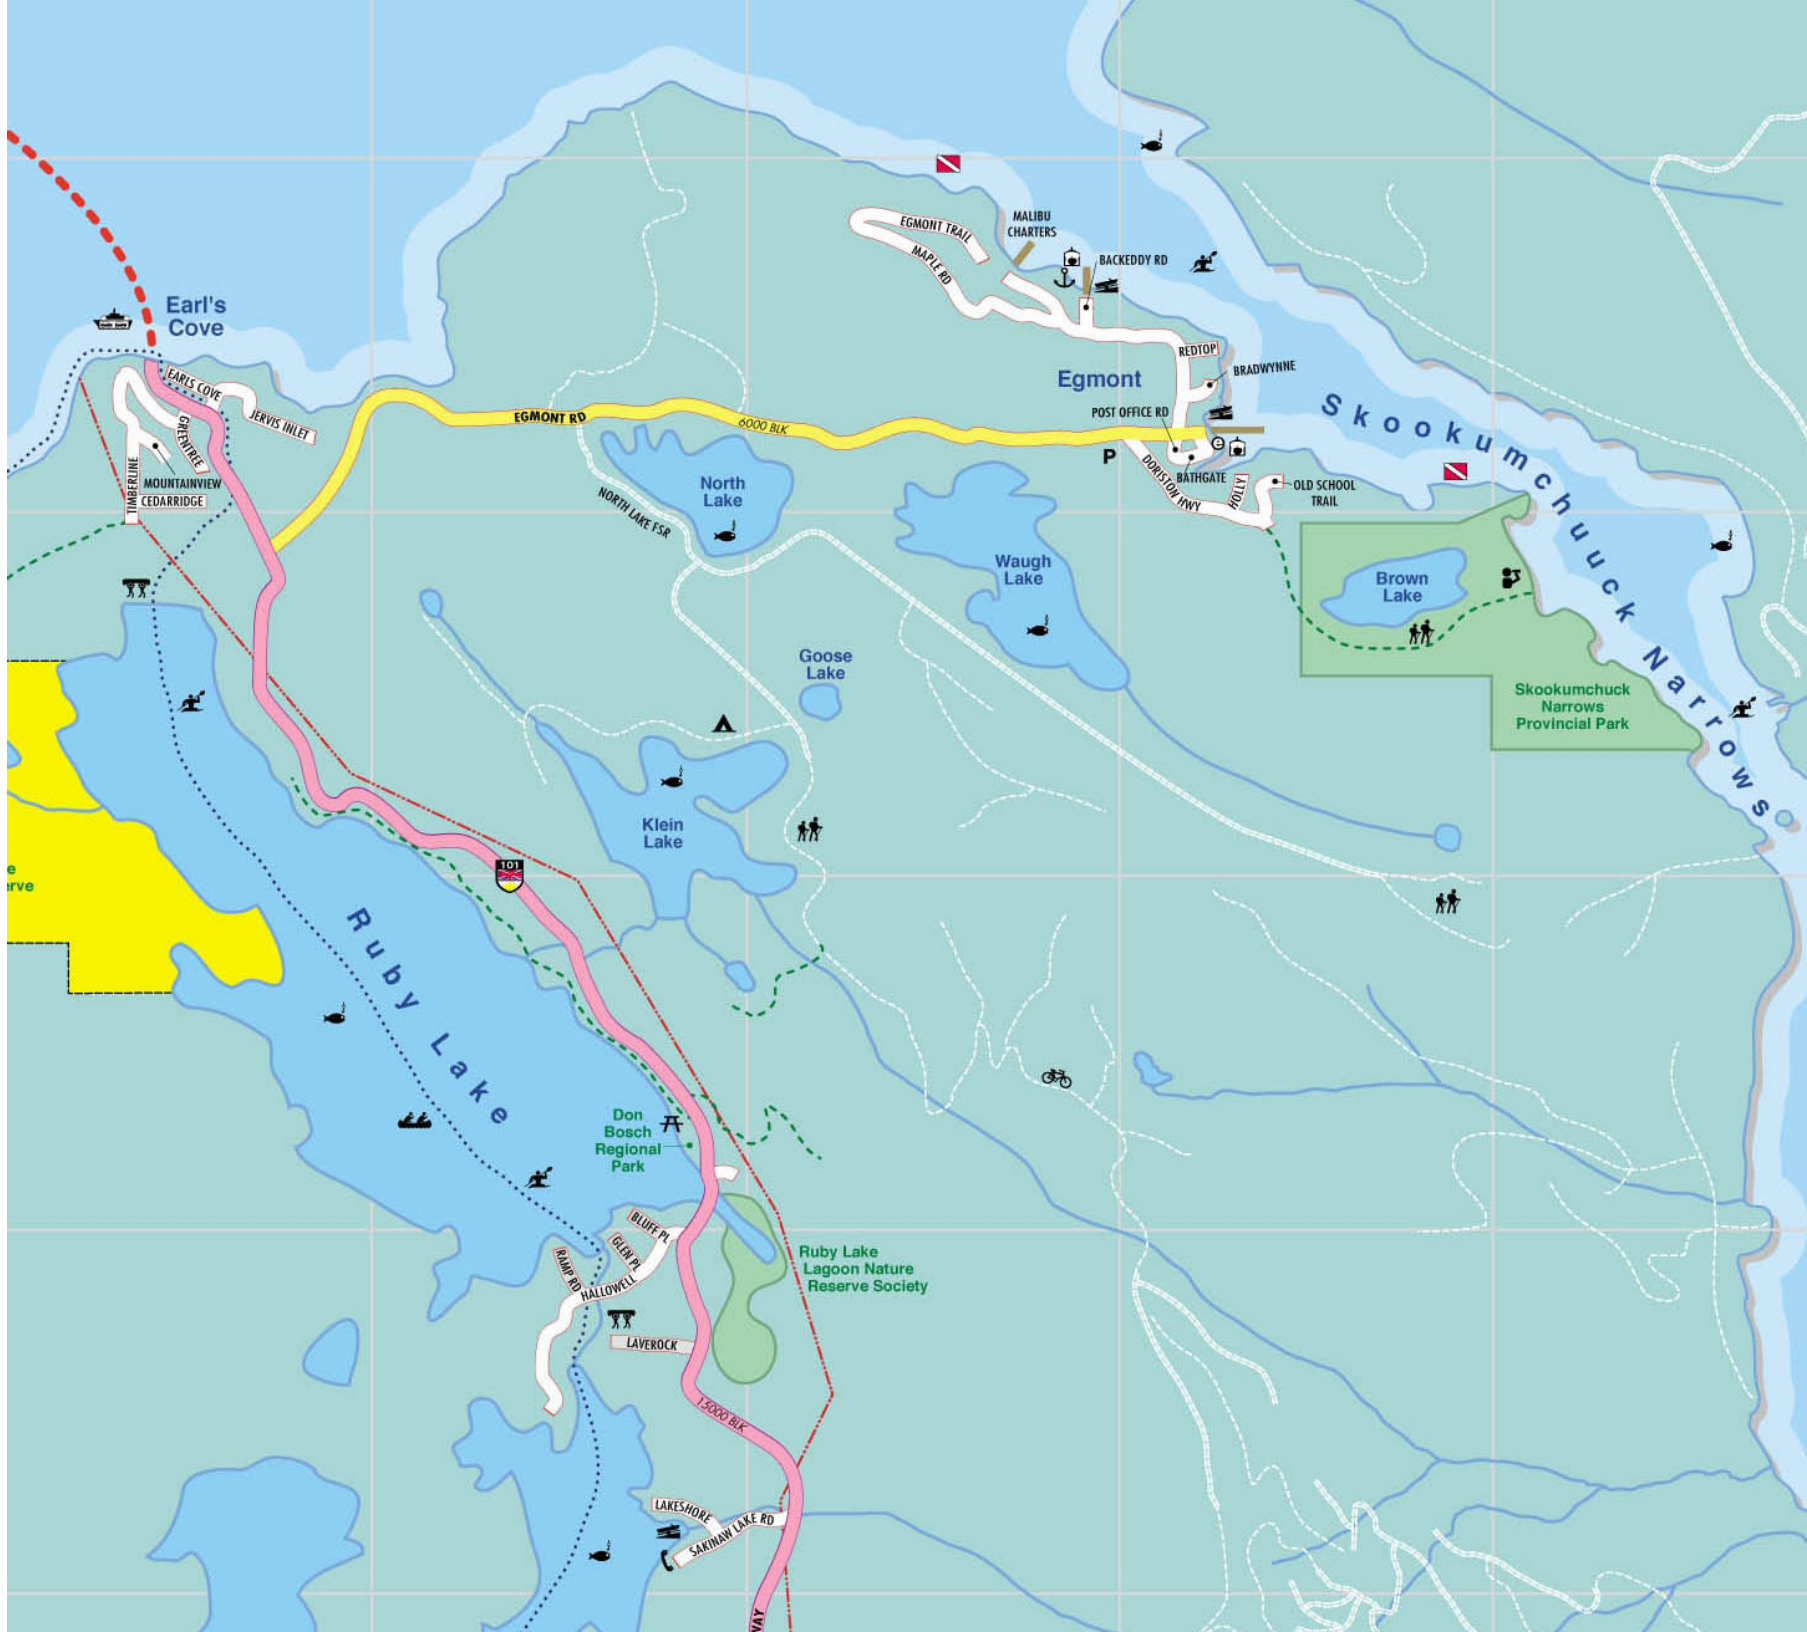 MALIBU
CHARTERS
EGMONT TRAIL
MAPLE RD
BACKEDDY RD
Earl's
Cove
REDTOP
BRADWYNNE
Egmont
EARLS COVE
JERVIS INLET
GREENTREE
EGMONT RD
6000 BLK
POST OFFICE RD
Skookumchuck Narrows
P
e
TIMBERLINE
MOUNTAINVIEW
CEDARRIDGE
North
Lake
NORTH LAKE FSR
DORISTON HWY
BATHGATE
HOLLY
OLD SCHOOL
TRAIL
Waugh
Lake
Brown
Lake
Goose
Lake
Skookumchuck
Narrows
Provincial Park
Klein
Lake
101
e
erve
Ruby Lake
Don
Bosch
Regional
Park
BLUFF PL
GLEN PL
RAMP RD
HALLOWELL
Ruby Lake
Lagoon Nature
Reserve Society
LAVEROCK
15000 BLK
LAKESHORE
SAKINAW LAKE RD
WAY